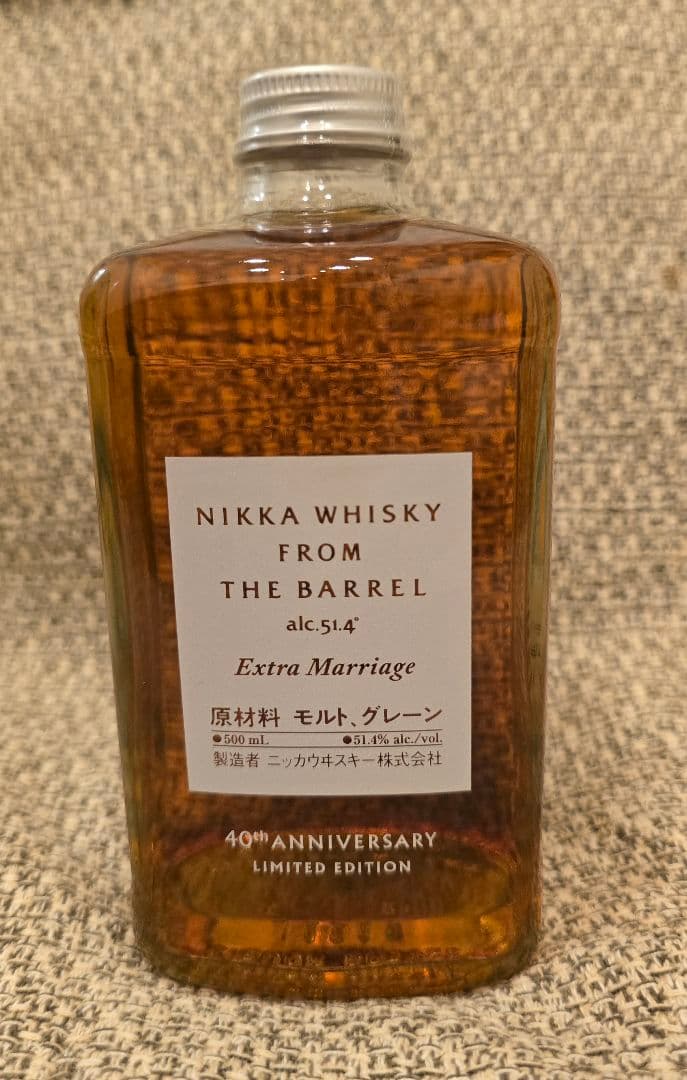 NIKKA WHISKY
FROM
THE BARREL
alc.51.4°
Extra Marriage
原材料 モルト、グレーン
●500 mL ●51.4% alc./vol.
製造者 ニッカウヰスキー株式会社
40th ANNIVERSARY
LIMITED EDITION